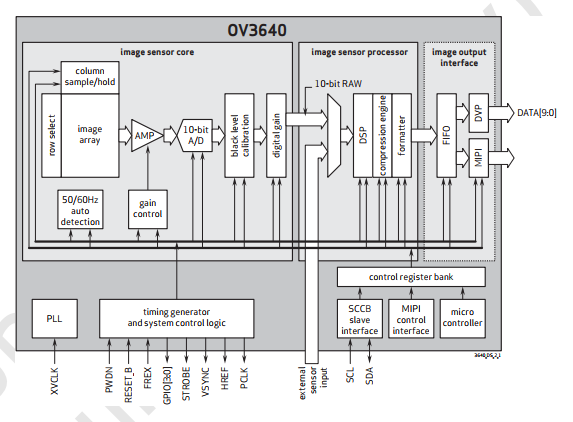 OV3640
image sensor core
image sensor processor
image output
interface
column
sample/hold
10-bit RAW
row select
image
array
AMP
10-bit
A/D
black level
calibration
digital gain
DSP
compression engine
formatter
FIFO
DVP
MIPI
DATA[9:0]
50/60Hz
auto
detection
gain
control
control register bank
PLL
timing generator
and system control logic
SCCB
slave
interface
MIPI
control
interface
micro
controller
3640_DS_2_1
XVCLK
PWDN
RESET_B
FREX
GPIO[3:0]
STROBE
VSYNC
HREF
PCLK
external
sensor
input
SCL
SDA